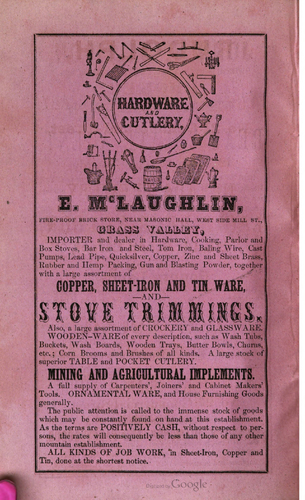 HARDWARE
AND
CUTLERY,
E. McLAUGHLIN,
FIRE-PROOF BRICK STORE, NEAR MASONIC HALL, WEST SIDE MILL ST.,
GRASS VALLEY,
IMPORTER and dealer in Hardware, Cooking, Parlor and
Box Stoves, Bar Iron and Steel, Tom Iron, Baling Wire, Cast
Pumps, Lead Pipe, Quicksilver, Copper, Zinc and Sheet Brass,
Rubber and Hemp Packing, Gun and Blasting Powder, together
with a large assortment of
COPPER, SHEET-IRON AND TIN WARE,
—AND—
STOVE TRIMMINGS.
Also, a large assortment of CROCKERY and GLASSWARE.
WOODEN-WARE of every description, such as Wash Tubs,
Buckets, Wash Boards, Wooden Trays, Butter Bowls, Churns,
etc.; Corn Brooms and Brushes of all kinds. A large stock of
superior TABLE and POCKET CUTLERY.
MINING AND AGRICULTURAL IMPLEMENTS.
A full supply of Carpenters', Joiners' and Cabinet Makers'
Tools. ORNAMENTAL WARE, and House Furnishing Goods
generally.
The public attention is called to the immense stock of goods
which may be constantly found on hand at this establishment.
As the terms are POSITIVELY CASH, without respect to per-
sons, the rates will consequently be less than those of any other
mountain establishment.
ALL KINDS OF JOB WORK, in Sheet-Iron, Copper and
Tin, done at the shortest notice.
Digitized by Google